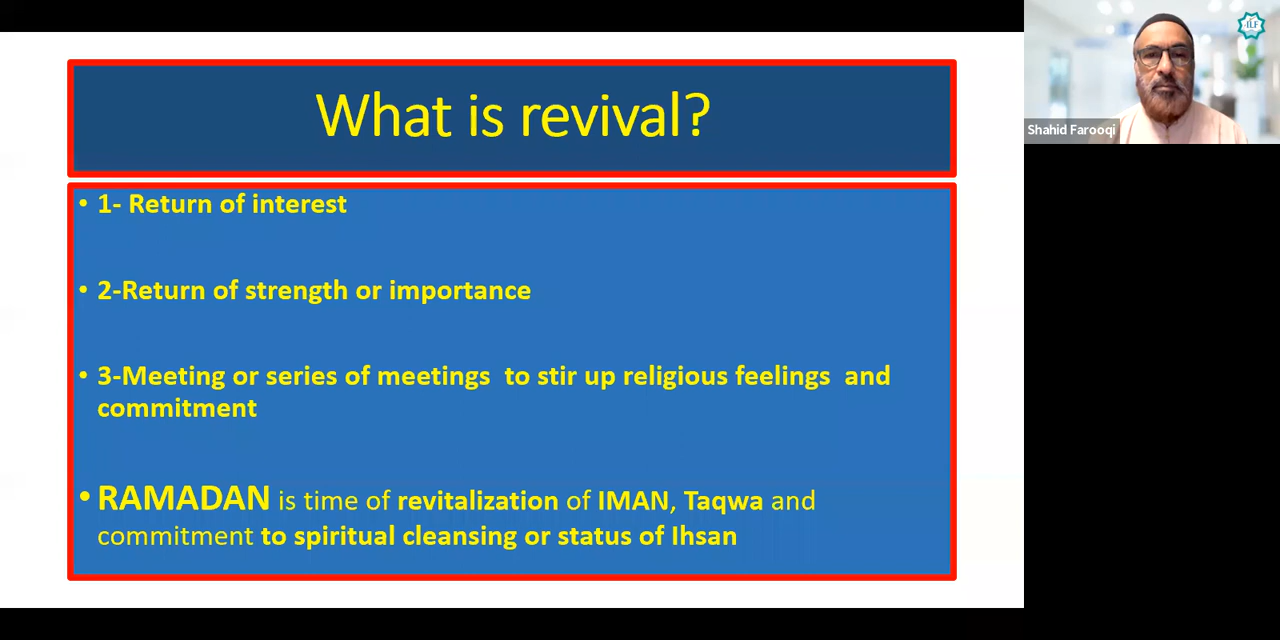 What is revival?
• 1- Return of interest
• 2-Return of strength or importance
• 3-Meeting or series of meetings to stir up religious feelings and
commitment
• RAMADAN is time of revitalization of IMAN, Taqwa and
commitment to spiritual cleansing or status of Ihsan
Shahid Farooqi
ILF